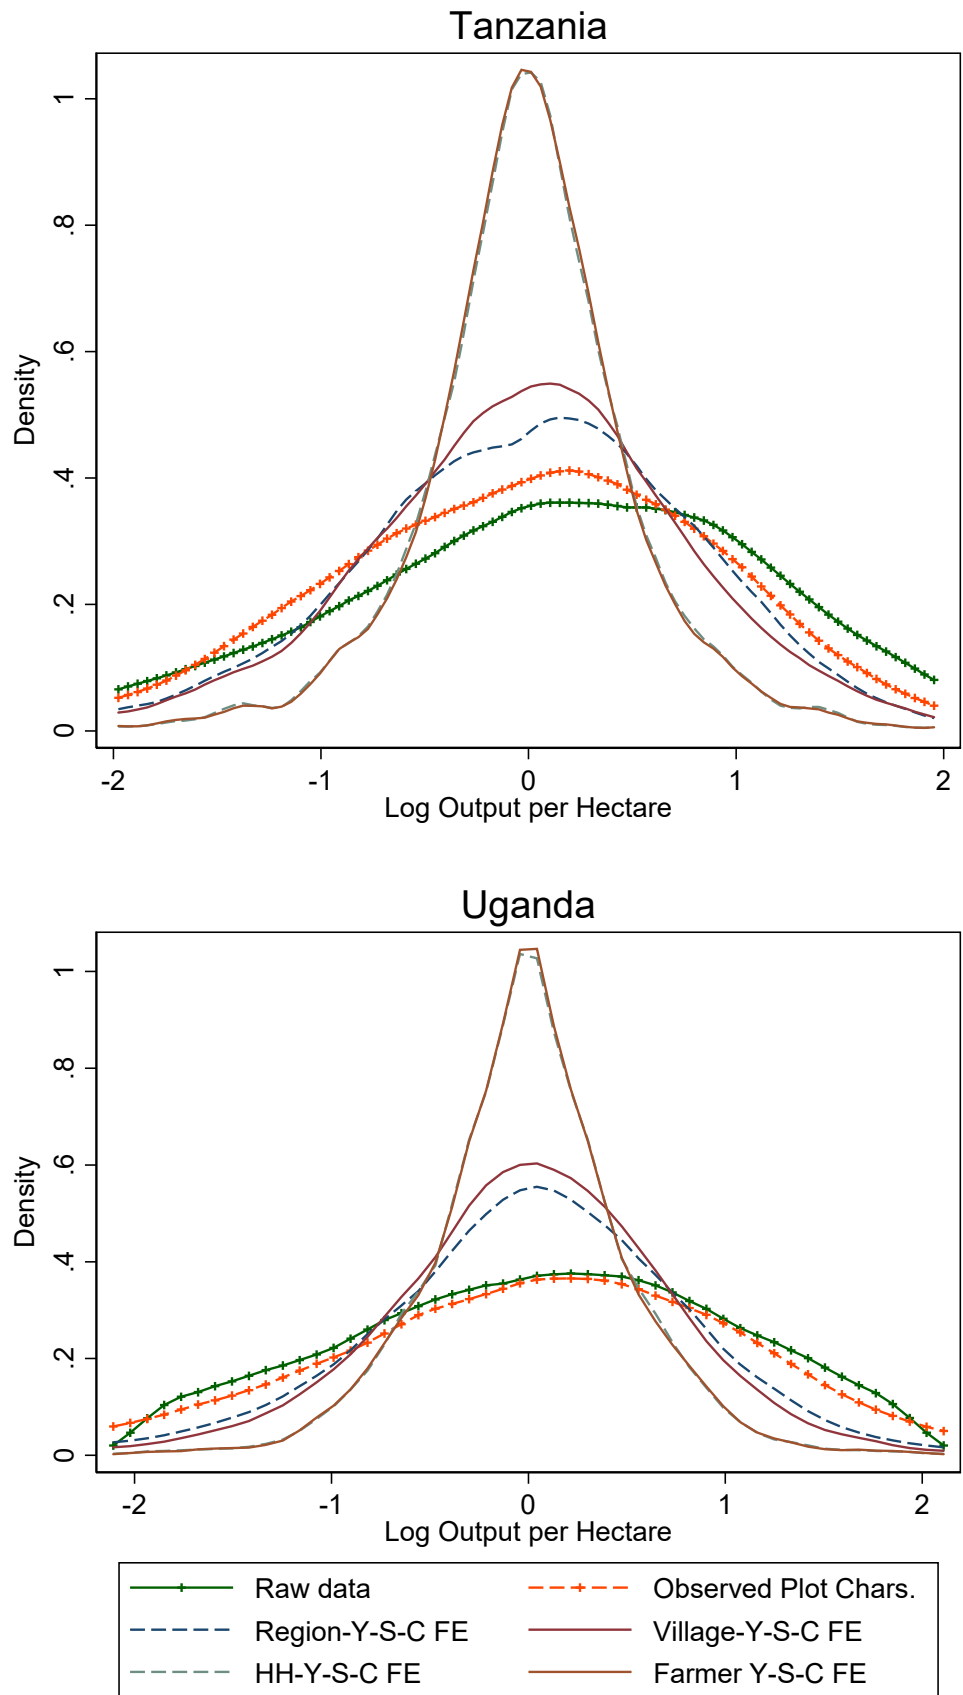 Tanzania
Density
0
.2
.4
.6
.8
1
-2 -1 0 1 2
Log Output per Hectare
Uganda
Density
0
.2
.4
.6
.8
1
-2 -1 0 1 2
Log Output per Hectare
Raw data Observed Plot Chars.
Region-Y-S-C FE Village-Y-S-C FE
HH-Y-S-C FE Farmer Y-S-C FE